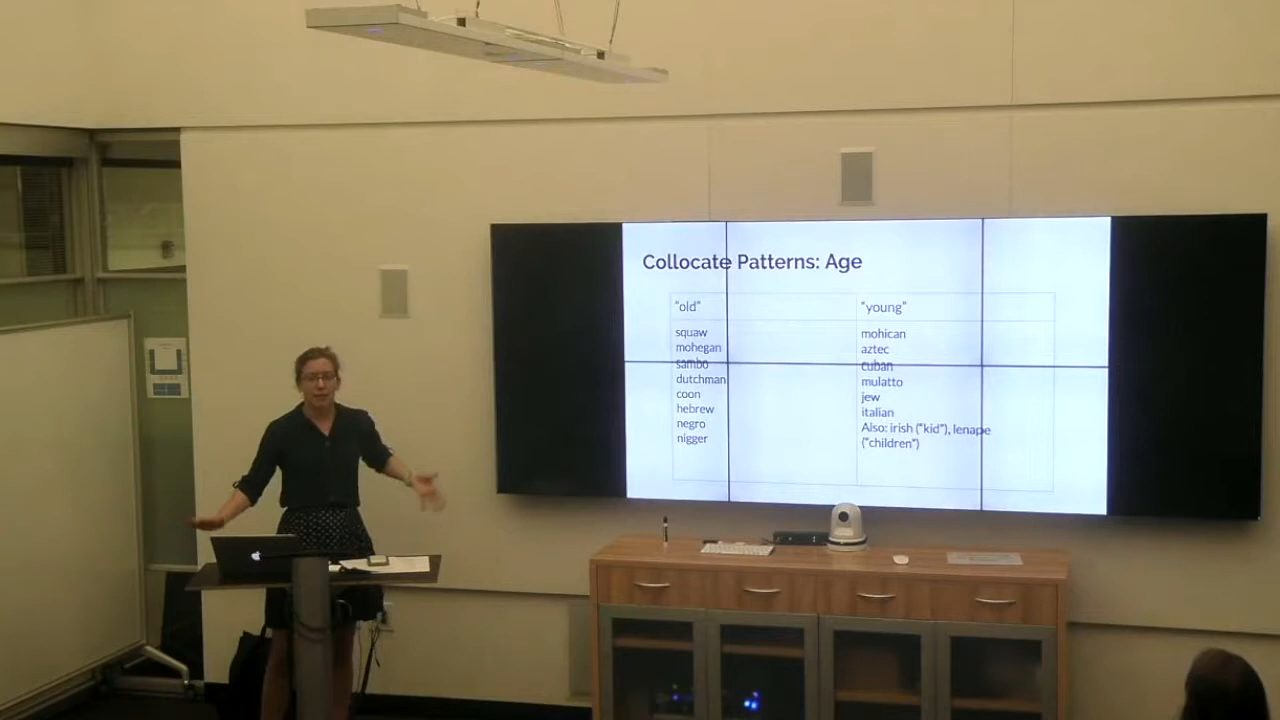 Collocate Patterns: Age
"old"
squaw
mohegan
sambo
dutchman
coon
hebrew
negro
nigger
"young"
mohican
aztec
cuban
mulatto
jew
italian
Also: irish ("kid"), lenape
("children")